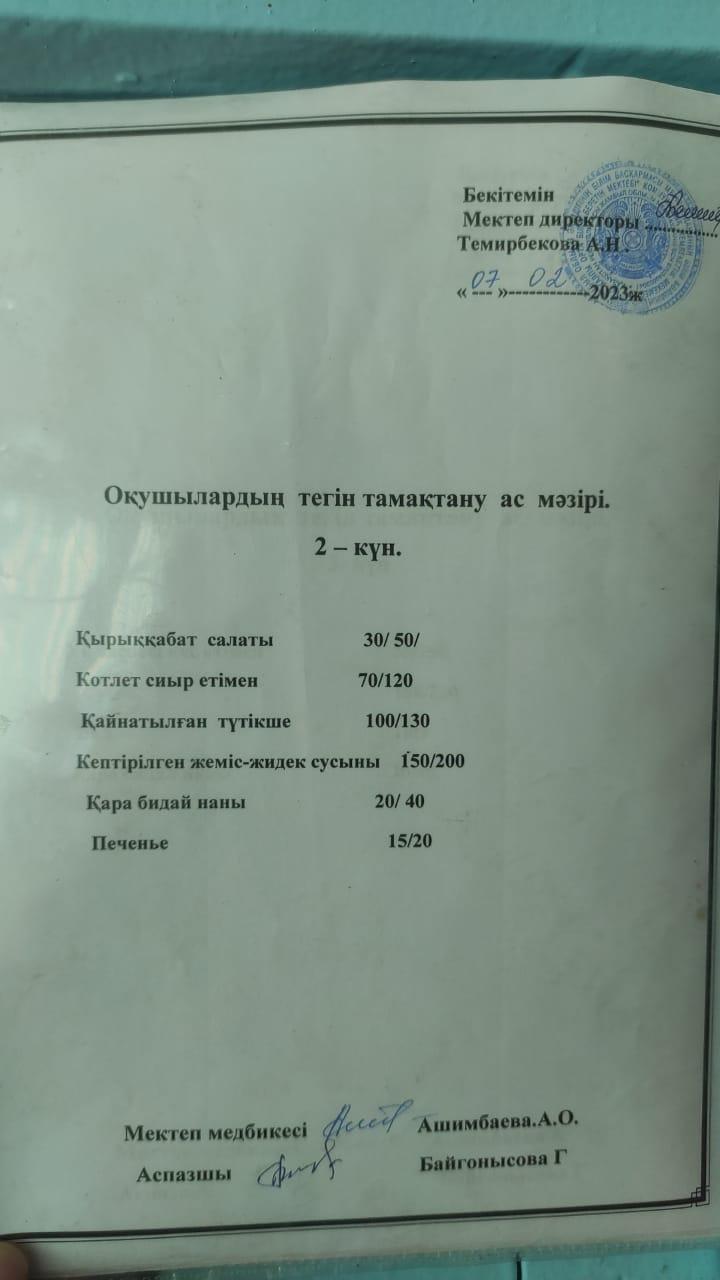 Бекітемін
Мектеп директоры ................
Темирбекова А.Н .
« 07 » 02 2023ж
Оқушылардың тегін тамақтану ас мәзірі.
2 – күн.
Қырыққабат салаты 30/ 50/
Котлет сиыр етімен 70/120
Қайнатылған түтікше 100/130
Кептірілген жеміс-жидек сусыны 150/200
Қара бидай наны 20/ 40
Печенье 15/20
Мектеп медбикесі Ашимбаева.А.О.
Аспазшы Байгонысова Г